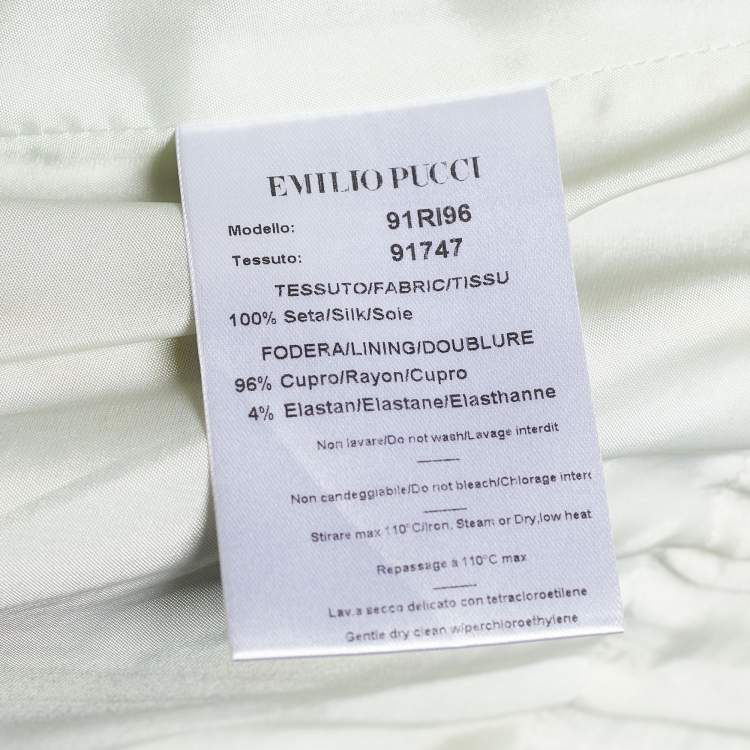 EMILIO PUCCI
Modello: 91RI96
Tessuto: 91747
TESSUTO/FABRIC/TISSU
100% Seta/Silk/Soie
FODERA/LINING/DOUBLURE
96% Cupro/Rayon/Cupro
4% Elastan/Elastane/Elasthanne
Non lavare/Do not wash/Lavage interdit
Non candeggiabile/Do not bleach/Chlorage interc
Stirare max 110°C/Iron, Steam or Dry,low heat
Repassage a 110°C max
Lav.a secco delicato con tetracloroetilene
Gentle dry clean w/perchloroethylene